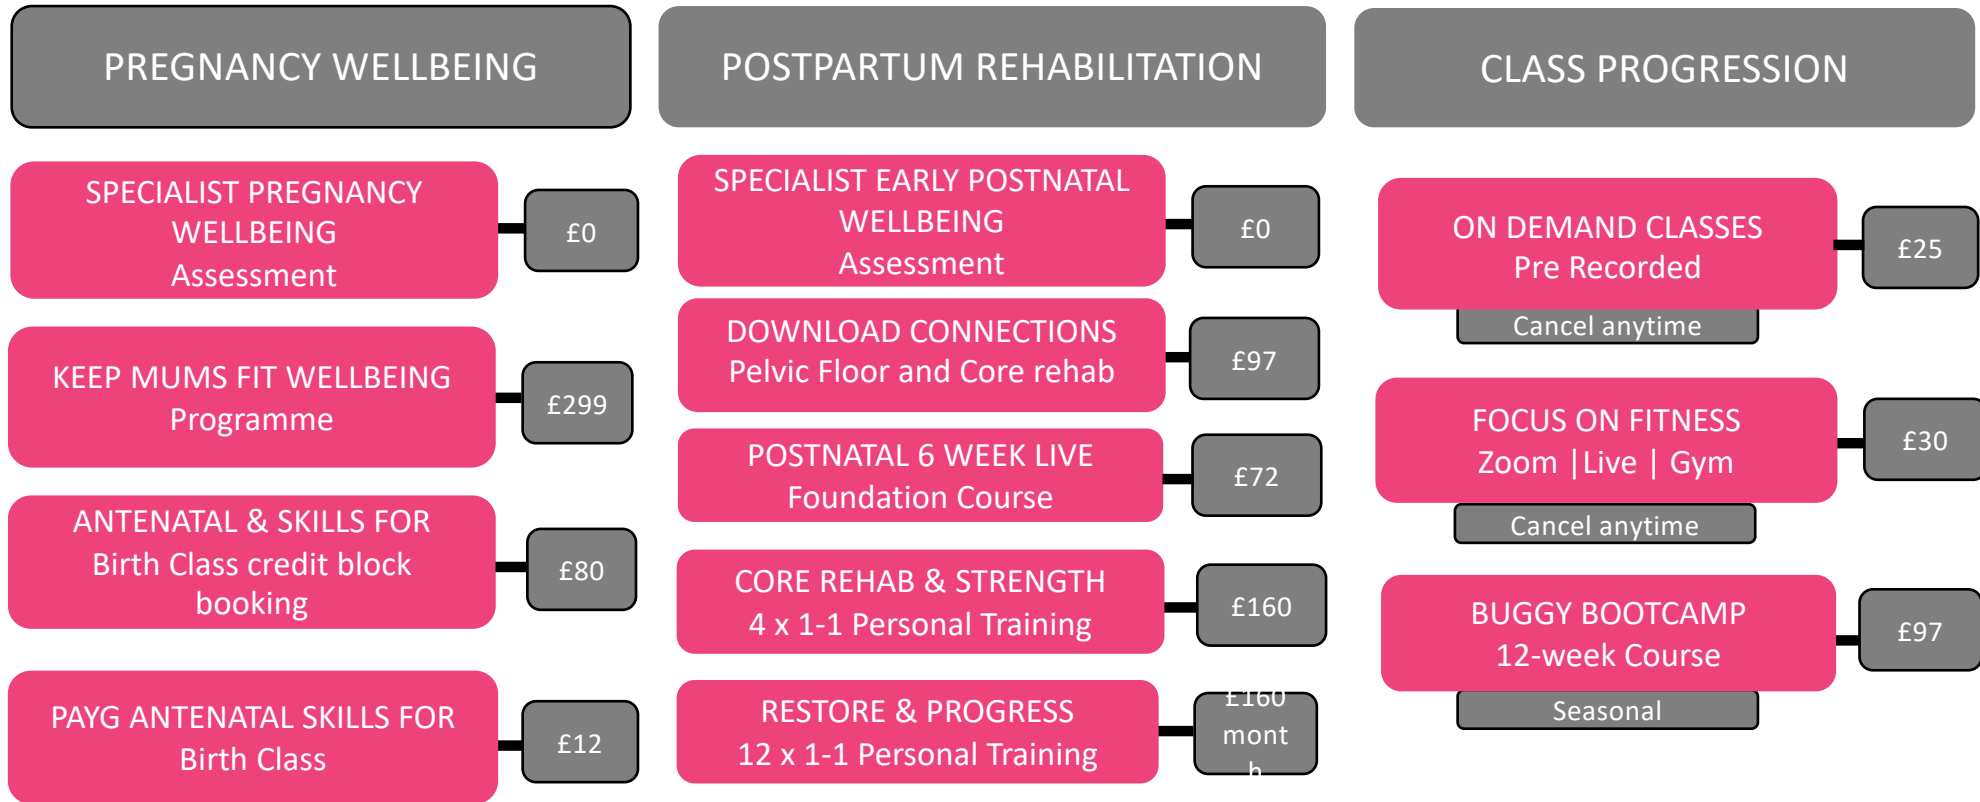 PREGNANCY WELLBEING
SPECIALIST PREGNANCY
WELLBEING
Assessment
£0
KEEP MUMS FIT WELLBEING
Programme
£299
ANTENATAL & SKILLS FOR
Birth Class credit block
booking
£80
PAYG ANTENATAL SKILLS FOR
Birth Class
£12
POSTPARTUM REHABILITATION
SPECIALIST EARLY POSTNATAL
WELLBEING
Assessment
£0
DOWNLOAD CONNECTIONS
Pelvic Floor and Core rehab
£97
POSTNATAL 6 WEEK LIVE
Foundation Course
£72
CORE REHAB & STRENGTH
4 x 1-1 Personal Training
£160
RESTORE & PROGRESS
12 x 1-1 Personal Training
£160
mont
h
CLASS PROGRESSION
ON DEMAND CLASSES
Pre Recorded
£25
Cancel anytime
FOCUS ON FITNESS
Zoom |Live | Gym
£30
Cancel anytime
BUGGY BOOTCAMP
12-week Course
£97
Seasonal